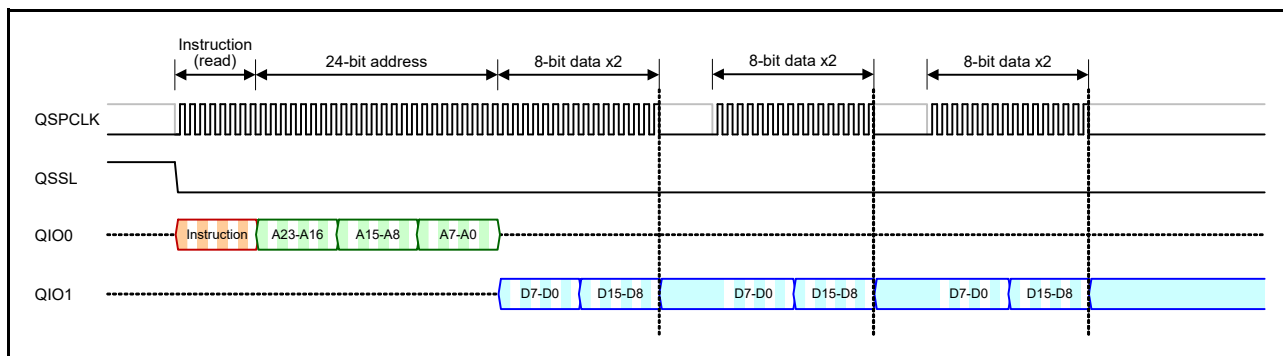 Instruction
(read)
24-bit address
8-bit data x2
8-bit data x2
8-bit data x2
QSPCLK
QSSL
QIO0
Instruction
A23-A16
A15-A8
A7-A0
QIO1
D7-D0
D15-D8
D7-D0
D15-D8
D7-D0
D15-D8